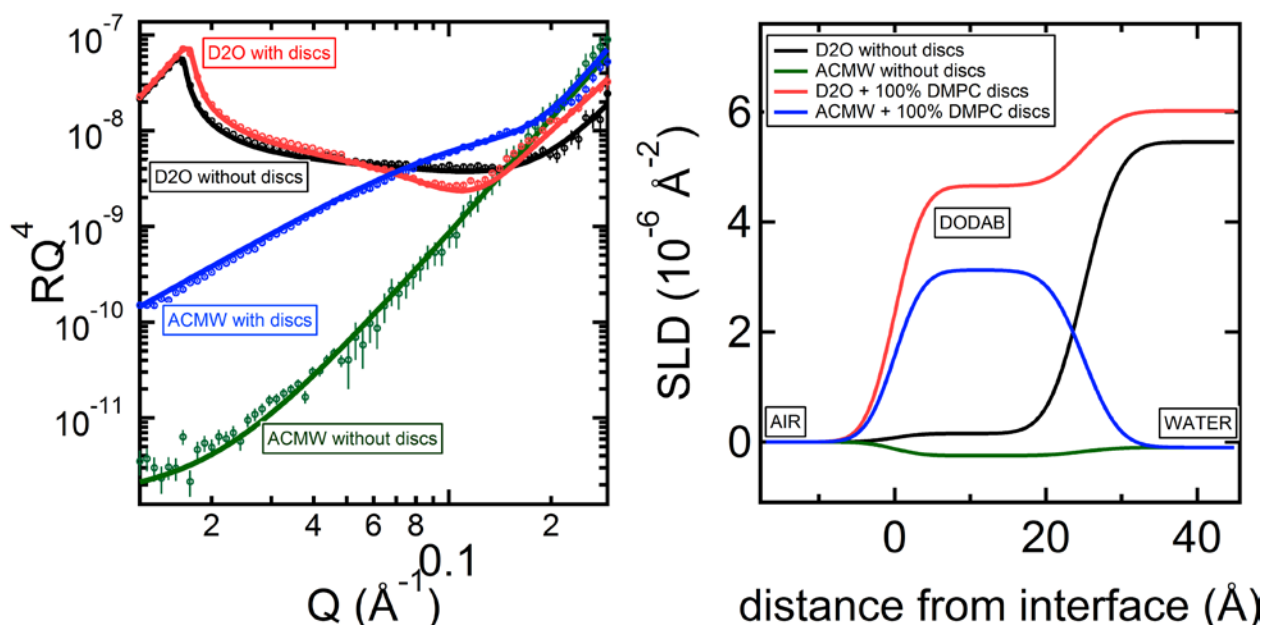 10⁻⁷
10⁻⁸
10⁻⁹
10⁻¹⁰
10⁻¹¹
RQ⁴
D2O with discs
D2O without discs
ACMW with discs
ACMW without discs
2
4
6
8
0.1
2
Q (Å⁻¹)
SLD (10⁻⁶ Å⁻²)
6
4
2
0
D2O without discs
ACMW without discs
D2O + 100% DMPC discs
ACMW + 100% DMPC discs
DODAB
AIR
WATER
0
20
40
distance from interface (Å)